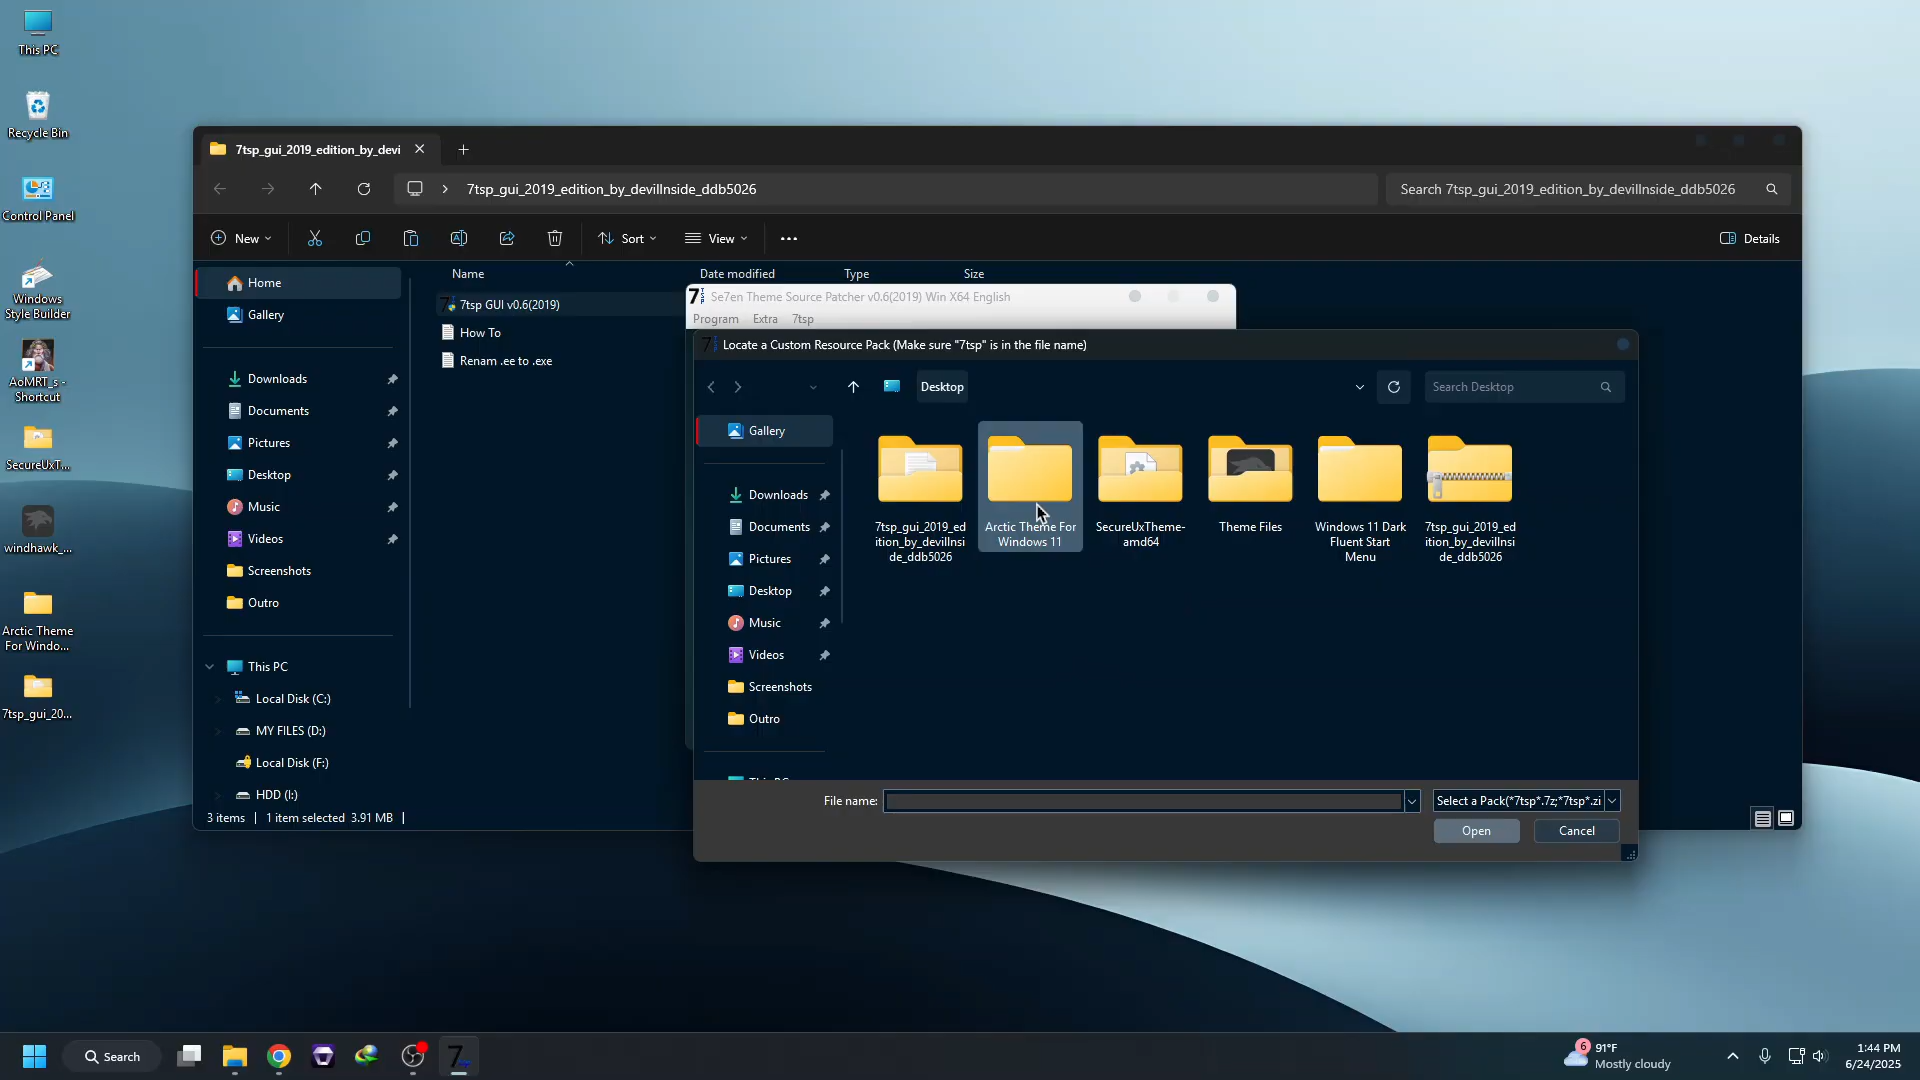 This PC
Recycle Bin
Control Panel
Windows
Style Builder
AoMRT_s -
Shortcut
SecureUxT...
windhawk_...
Arctic Theme
For Windo...
7tsp_gui_20...
7tsp_gui_2019_edition_by_devi
7tsp_gui_2019_edition_by_devillnside_ddb5026
Search 7tsp_gui_2019_edition_by_devillnside_ddb5026
New
Sort
View
Details
Home
Gallery
Downloads
Documents
Pictures
Desktop
Music
Videos
Screenshots
Outro
This PC
Local Disk (C:)
MY FILES (D:)
Local Disk (F:)
HDD (I:)
3 items
1 item selected 3.91 MB
Name
Date modified
Type
Size
7tsp GUI v0.6(2019)
How To
Renam .ee to .exe
Se7en Theme Source Patcher v0.6(2019) Win X64 English
Program
Extra
7tsp
Locate a Custom Resource Pack (Make sure "7tsp" is in the file name)
Desktop
Search Desktop
Gallery
Downloads
Documents
Pictures
Desktop
Music
Videos
Screenshots
Outro
7tsp_gui_2019_ed
ition_by_devillnsi
de_ddb5026
Arctic Theme For
Windows 11
SecureUxTheme-
amd64
Theme Files
Windows 11 Dark
Fluent Start
Menu
7tsp_gui_2019_ed
ition_by_devillnsi
de_ddb5026
File name:
Select a Pack(*7tsp*.7z;*7tsp*.zi
Open
Cancel
Search
6
91°F
Mostly cloudy
1:44 PM
6/24/2025